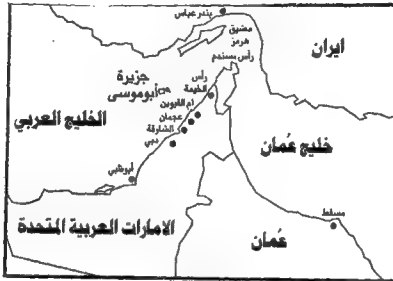 بندر عباس
مضيق
هرمز
رأس مسندم
ايران
جزيرة
أبوموسى
رأس
الخيمة
ام القيوين
عجمان
الشارقة
دبي
الخليج العربي
خليج عُمان
أبوظبي
مسقط
الامارات العربية المتحدة
عُمان